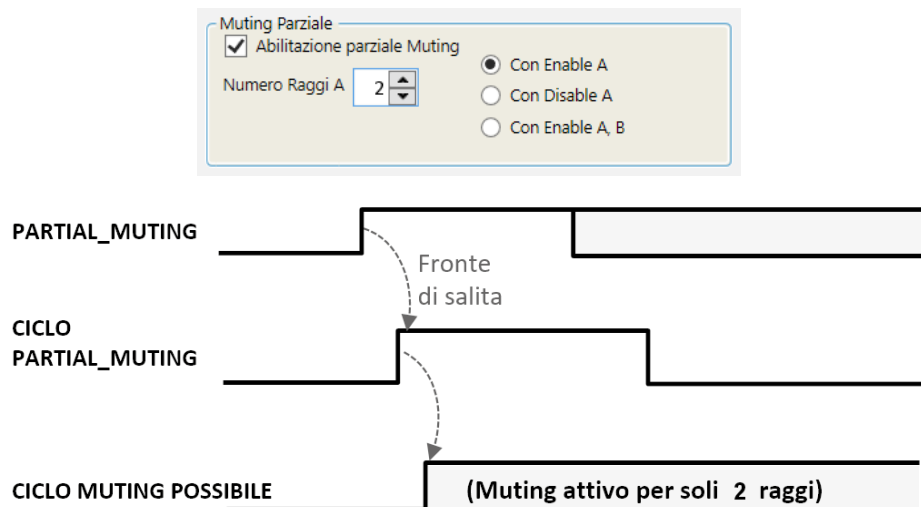 Muting Parziale
Abilitazione parziale Muting
Numero Raggi A 2
Con Enable A
Con Disable A
Con Enable A, B
PARTIAL_MUTING
Fronte
di salita
CICLO
PARTIAL_MUTING
CICLO MUTING POSSIBILE
(Muting attivo per soli 2 raggi)